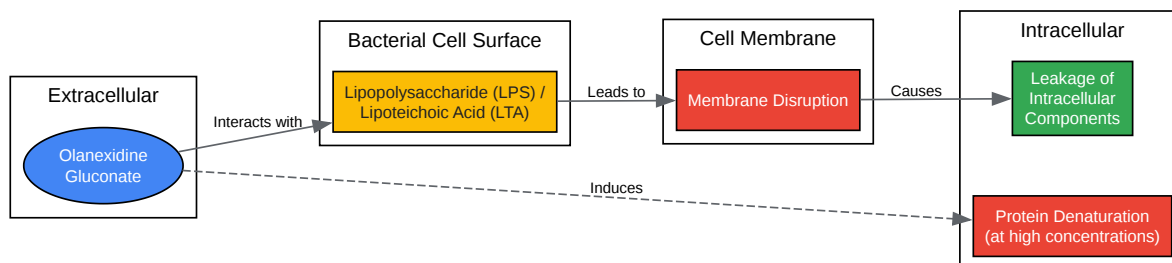 Extracellular
Olanexidine
Gluconate
Interacts with
Bacterial Cell Surface
Lipopolysaccharide (LPS) /
Lipoteichoic Acid (LTA)
Leads to
Cell Membrane
Membrane Disruption
Causes
Intracellular
Leakage of
Intracellular
Components
Induces
Protein Denaturation
(at high concentrations)